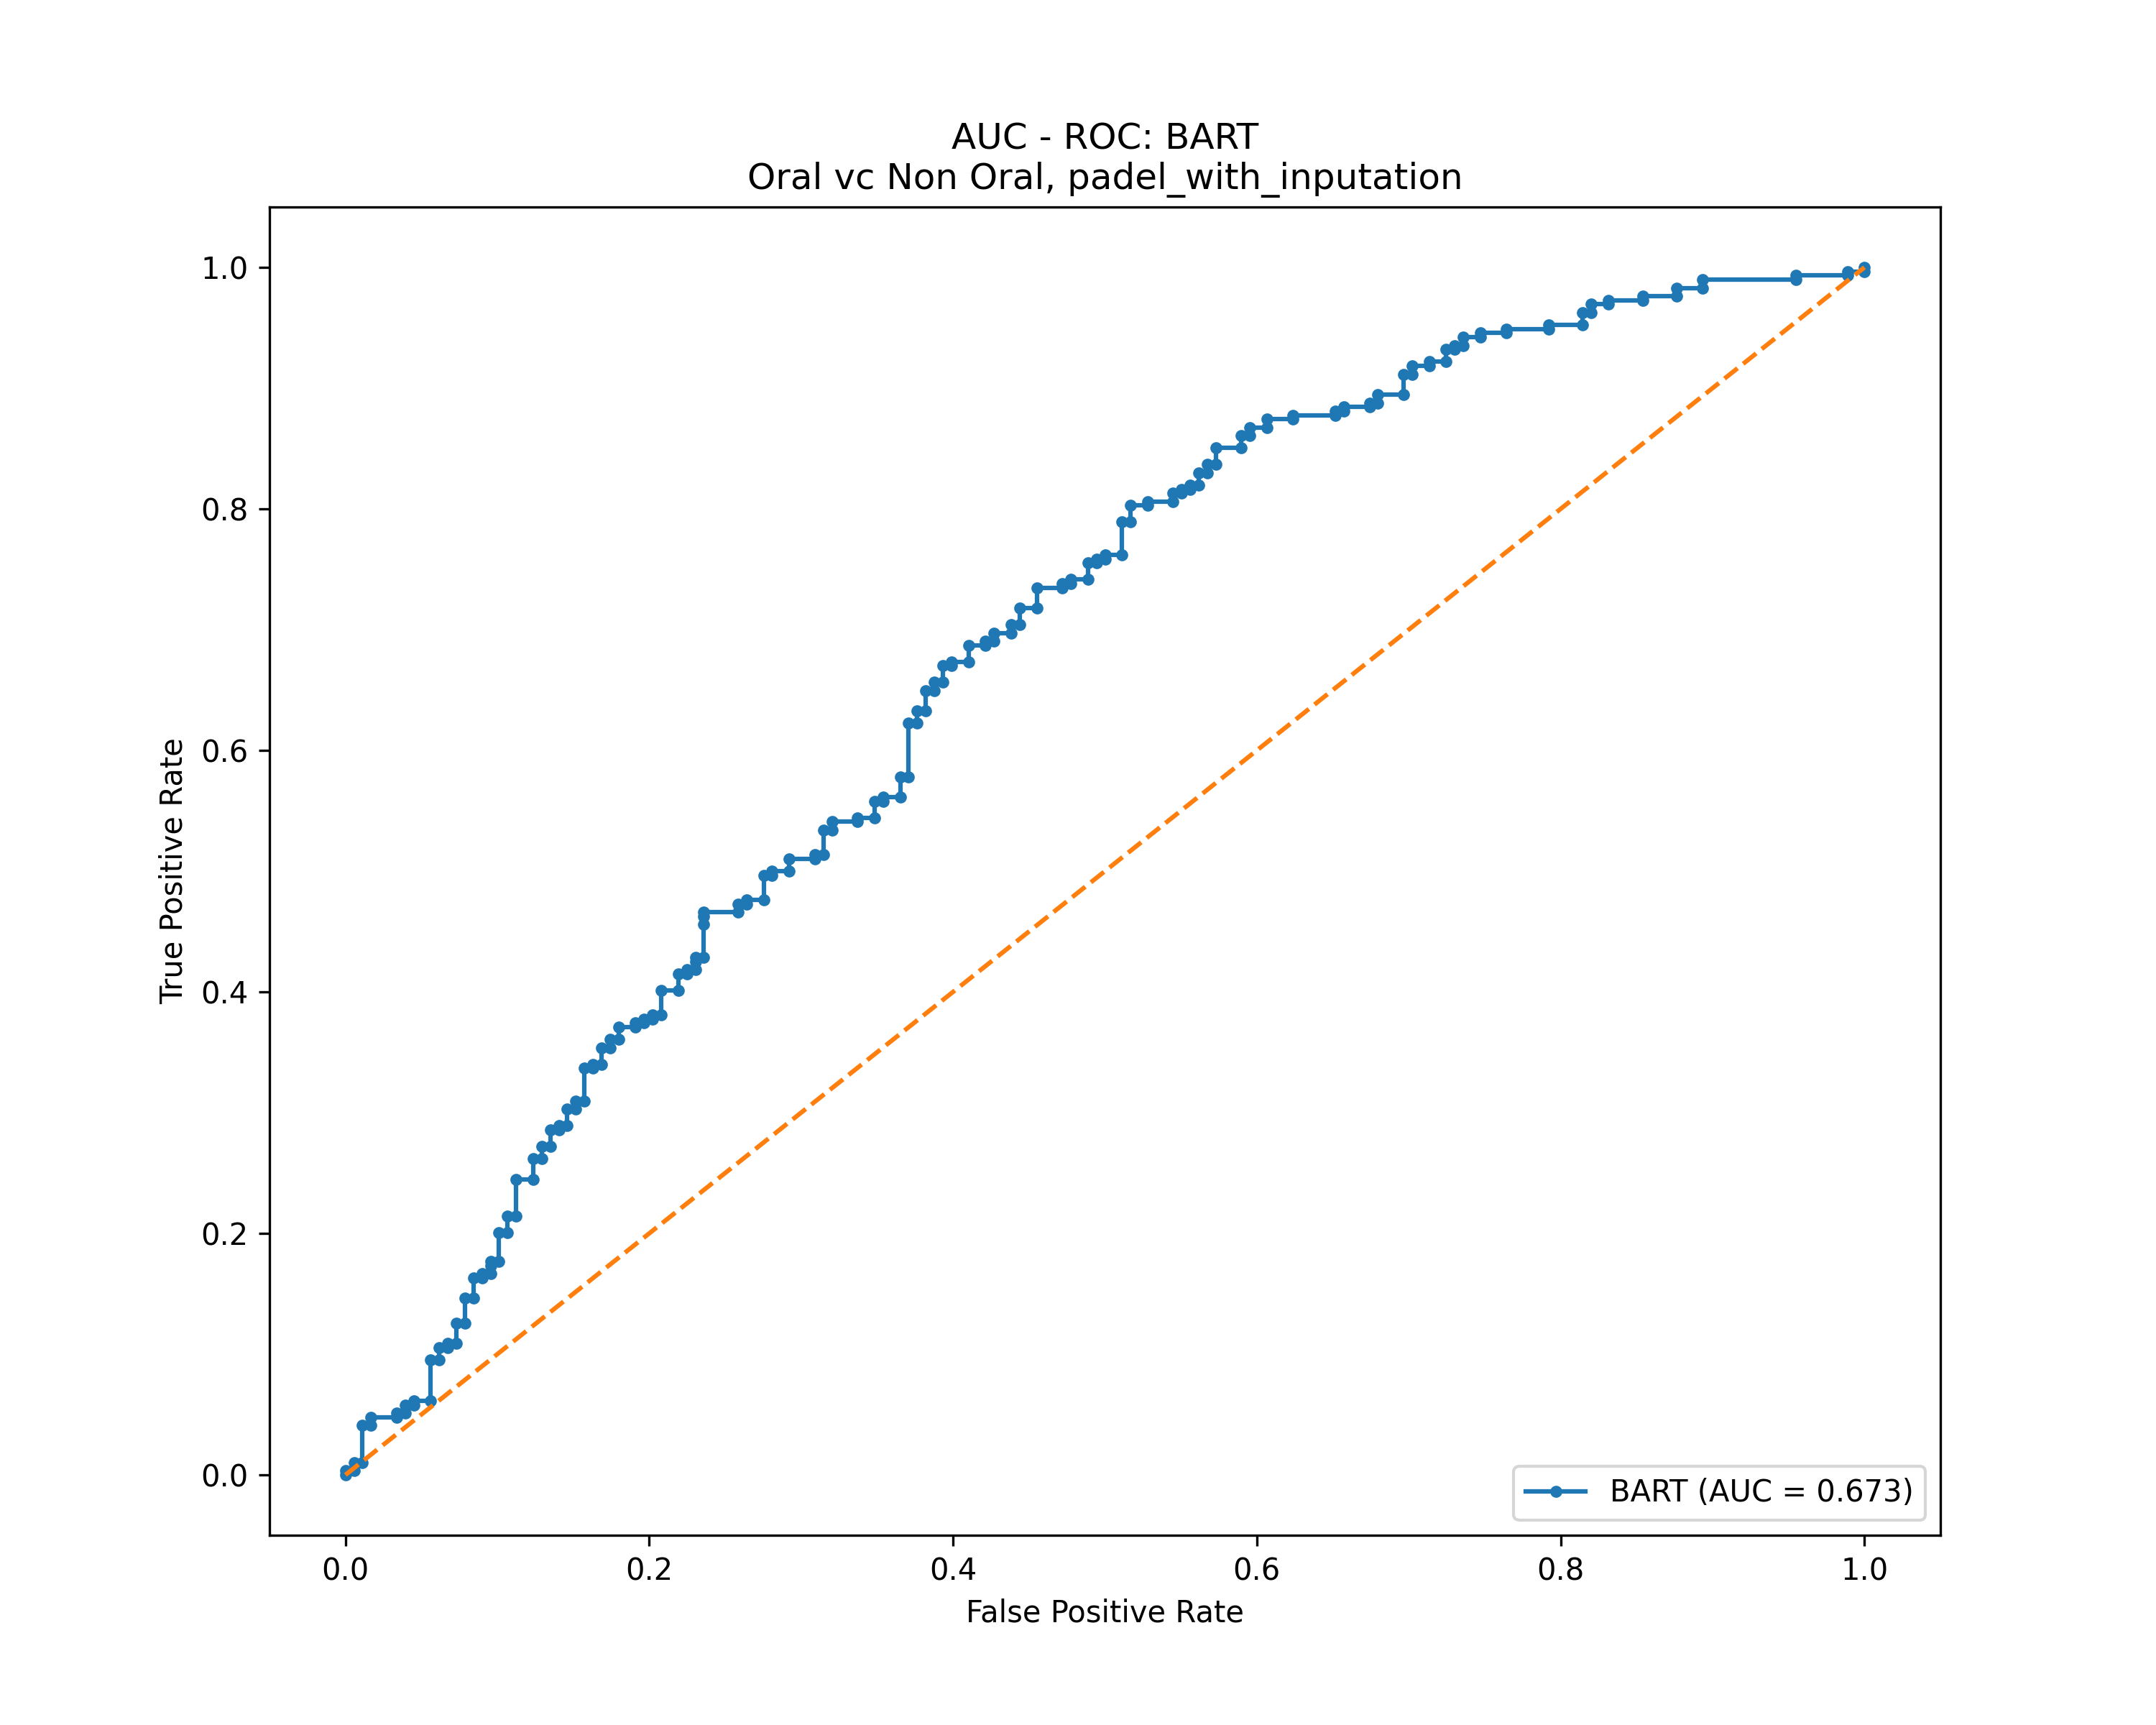 AUC - ROC: BART
Oral vc Non Oral, padel_with_inputation
True Positive Rate
1.0
0.8
0.6
0.4
0.2
0.0
BART (AUC = 0.673)
0.0 0.2 0.4 0.6 0.8 1.0
False Positive Rate